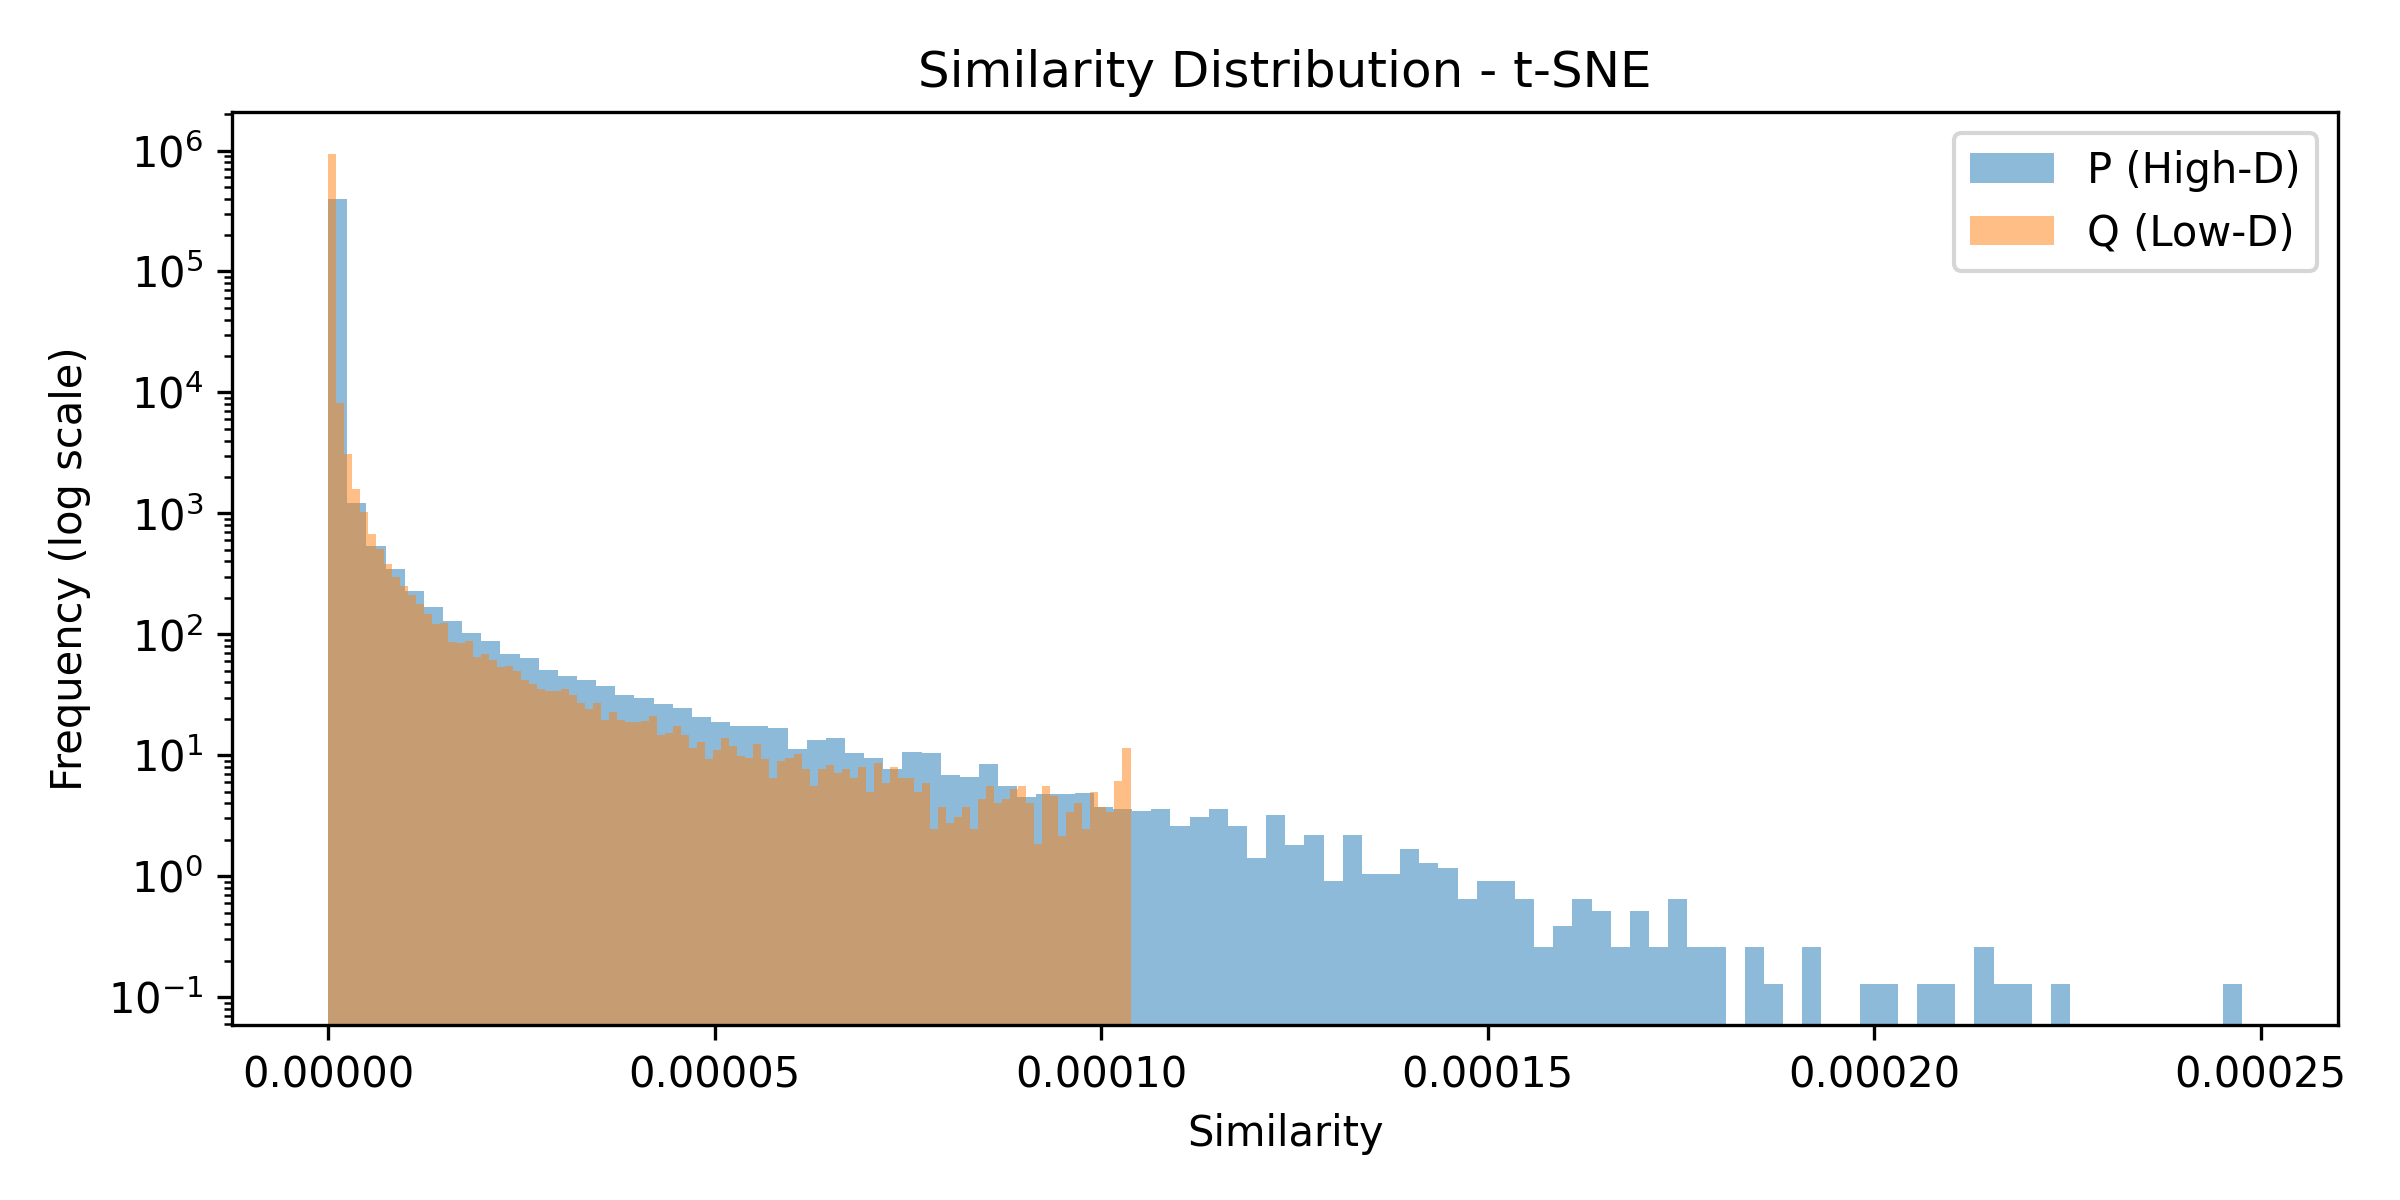 Similarity Distribution - t-SNE
P (High-D)
Q (Low-D)
Frequency (log scale)
10⁶
10⁵
10⁴
10³
10²
10¹
10⁰
10⁻¹
0.00000 0.00005 0.00010 0.00015 0.00020 0.00025
Similarity